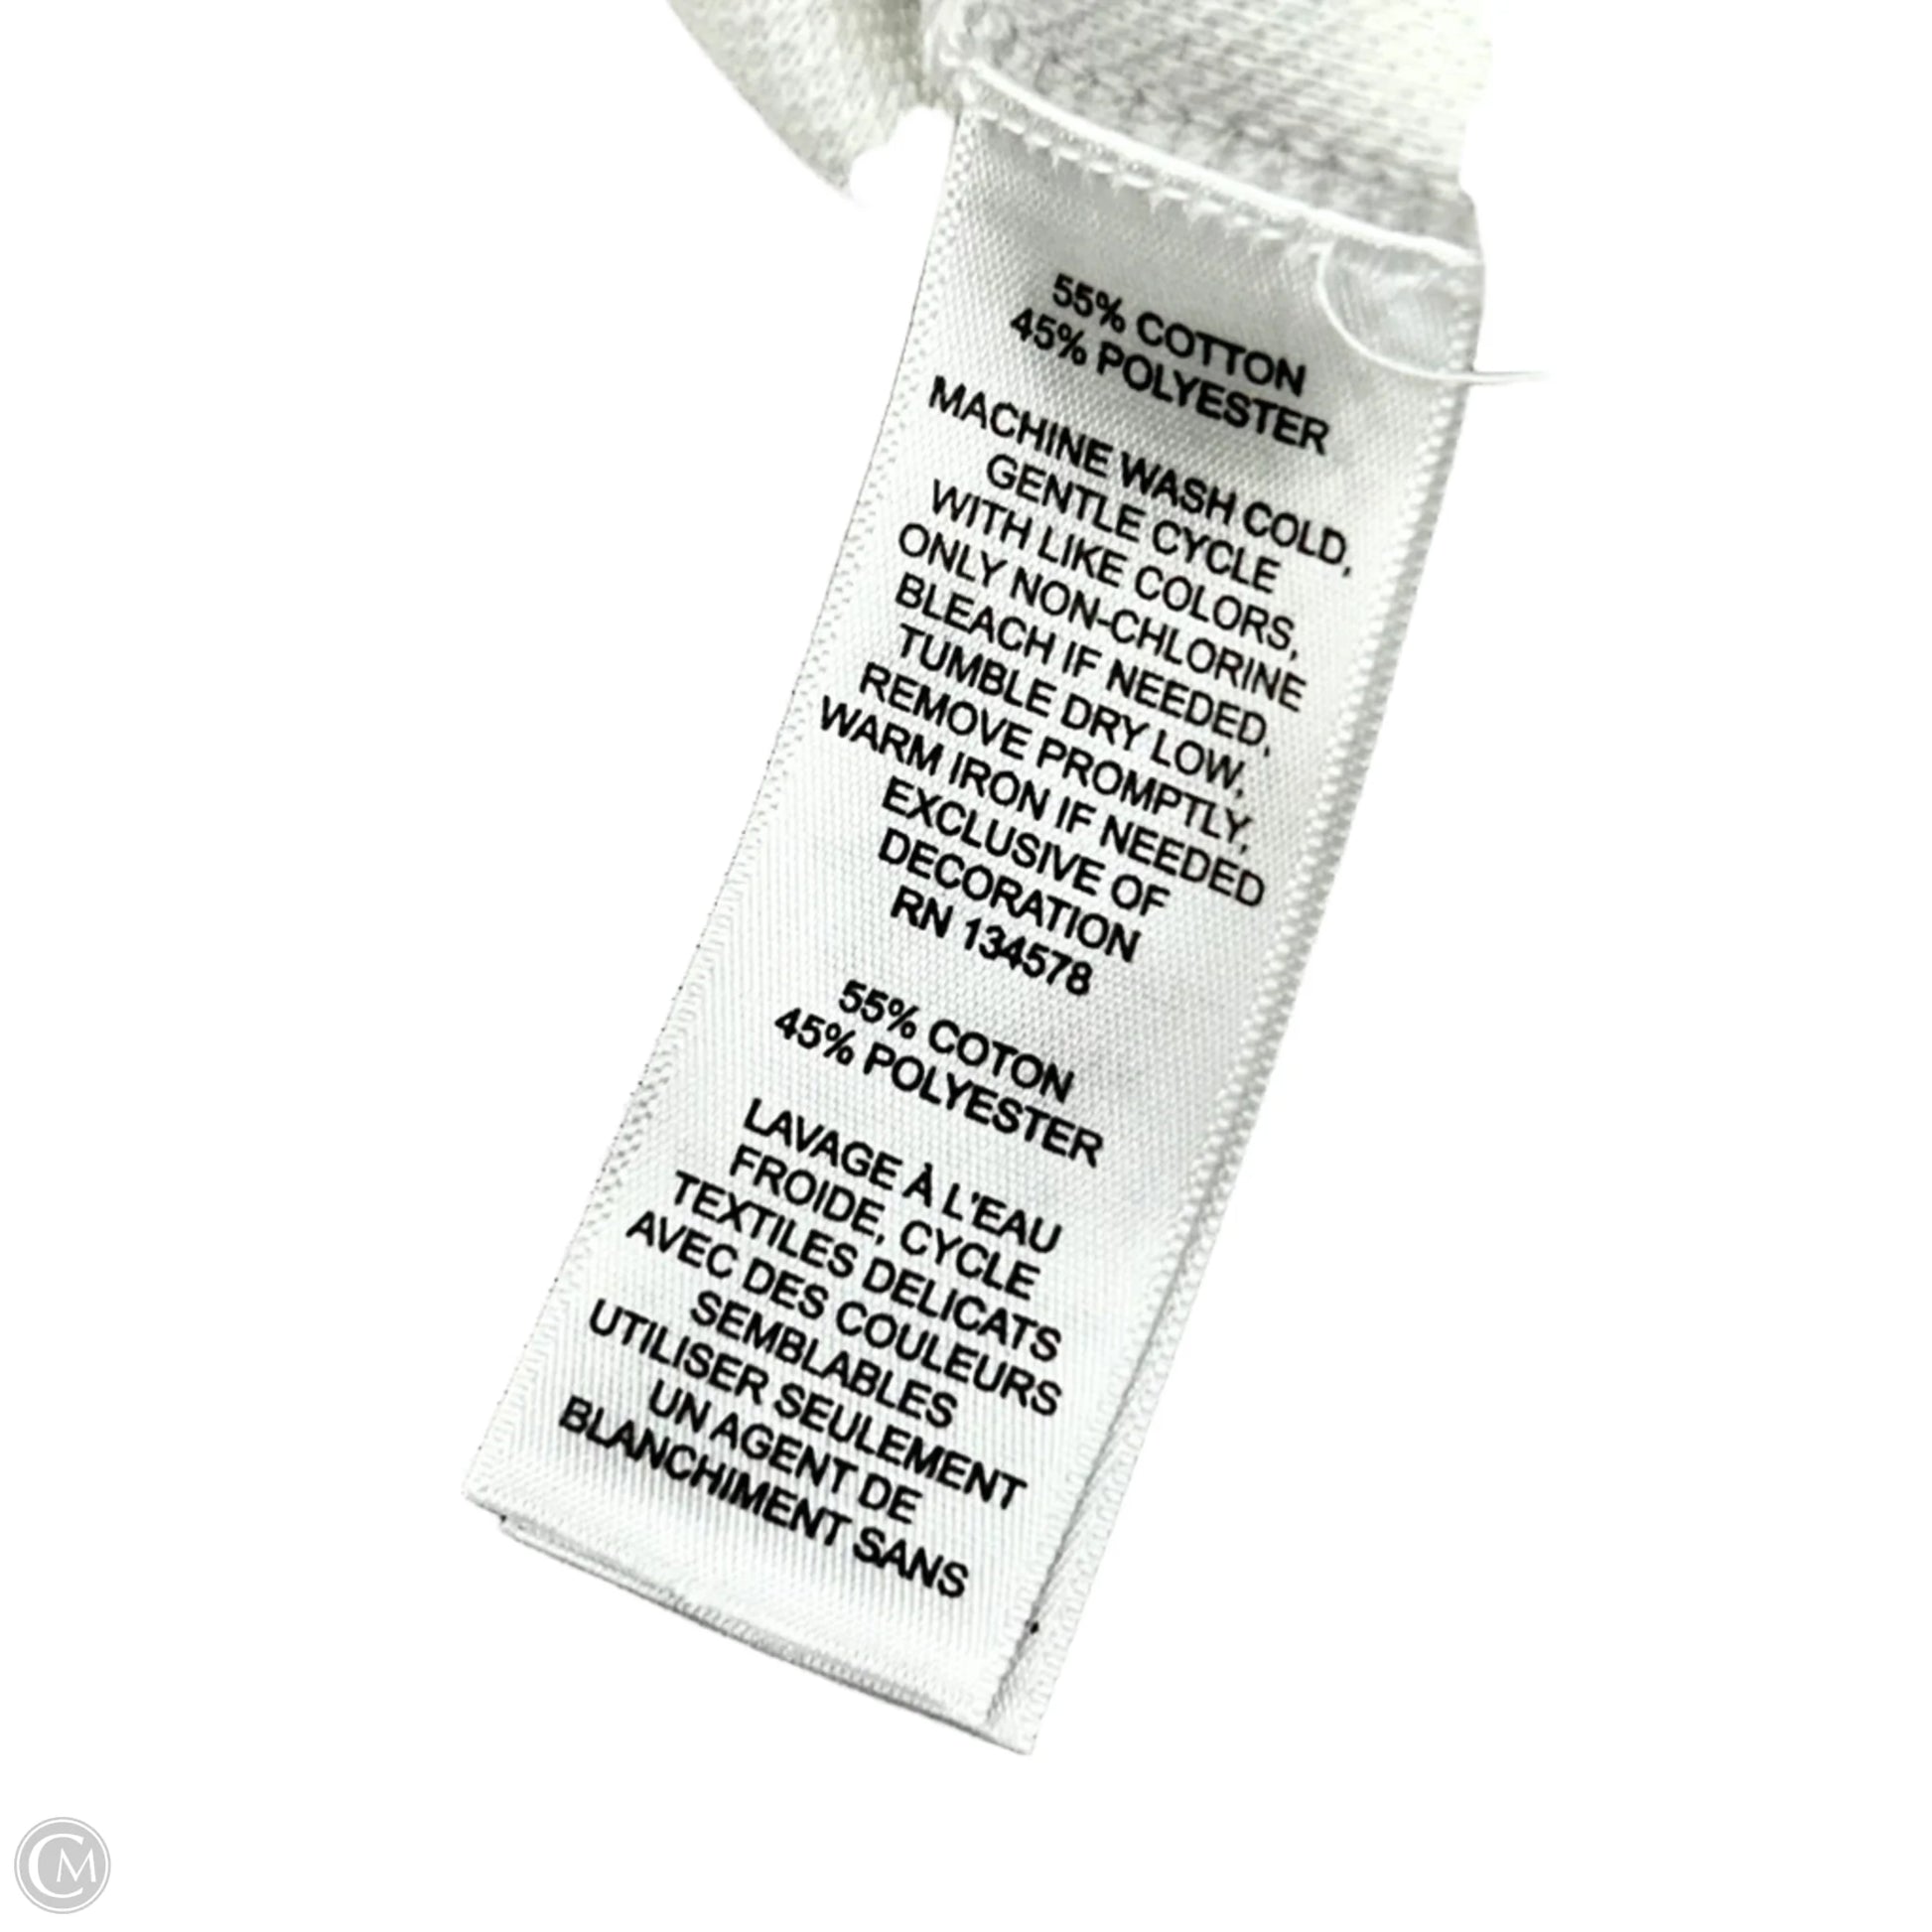 55% COTTON
45% POLYESTER
MACHINE WASH COLD,
GENTLE CYCLE
WITH LIKE COLORS,
ONLY NON-CHLORINE
BLEACH IF NEEDED,
TUMBLE DRY LOW,
REMOVE PROMPTLY,
WARM IRON IF NEEDED
EXCLUSIVE OF
DECORATION
RN 134578
55% COTON
45% POLYESTER
LAVAGE À L'EAU
FROIDE, CYCLE
TEXTILES DELICATS
AVEC DES COULEURS
SEMBLABLES
UTILISER SEULEMENT
UN AGENT DE
BLANCHIMENT SANS
CM